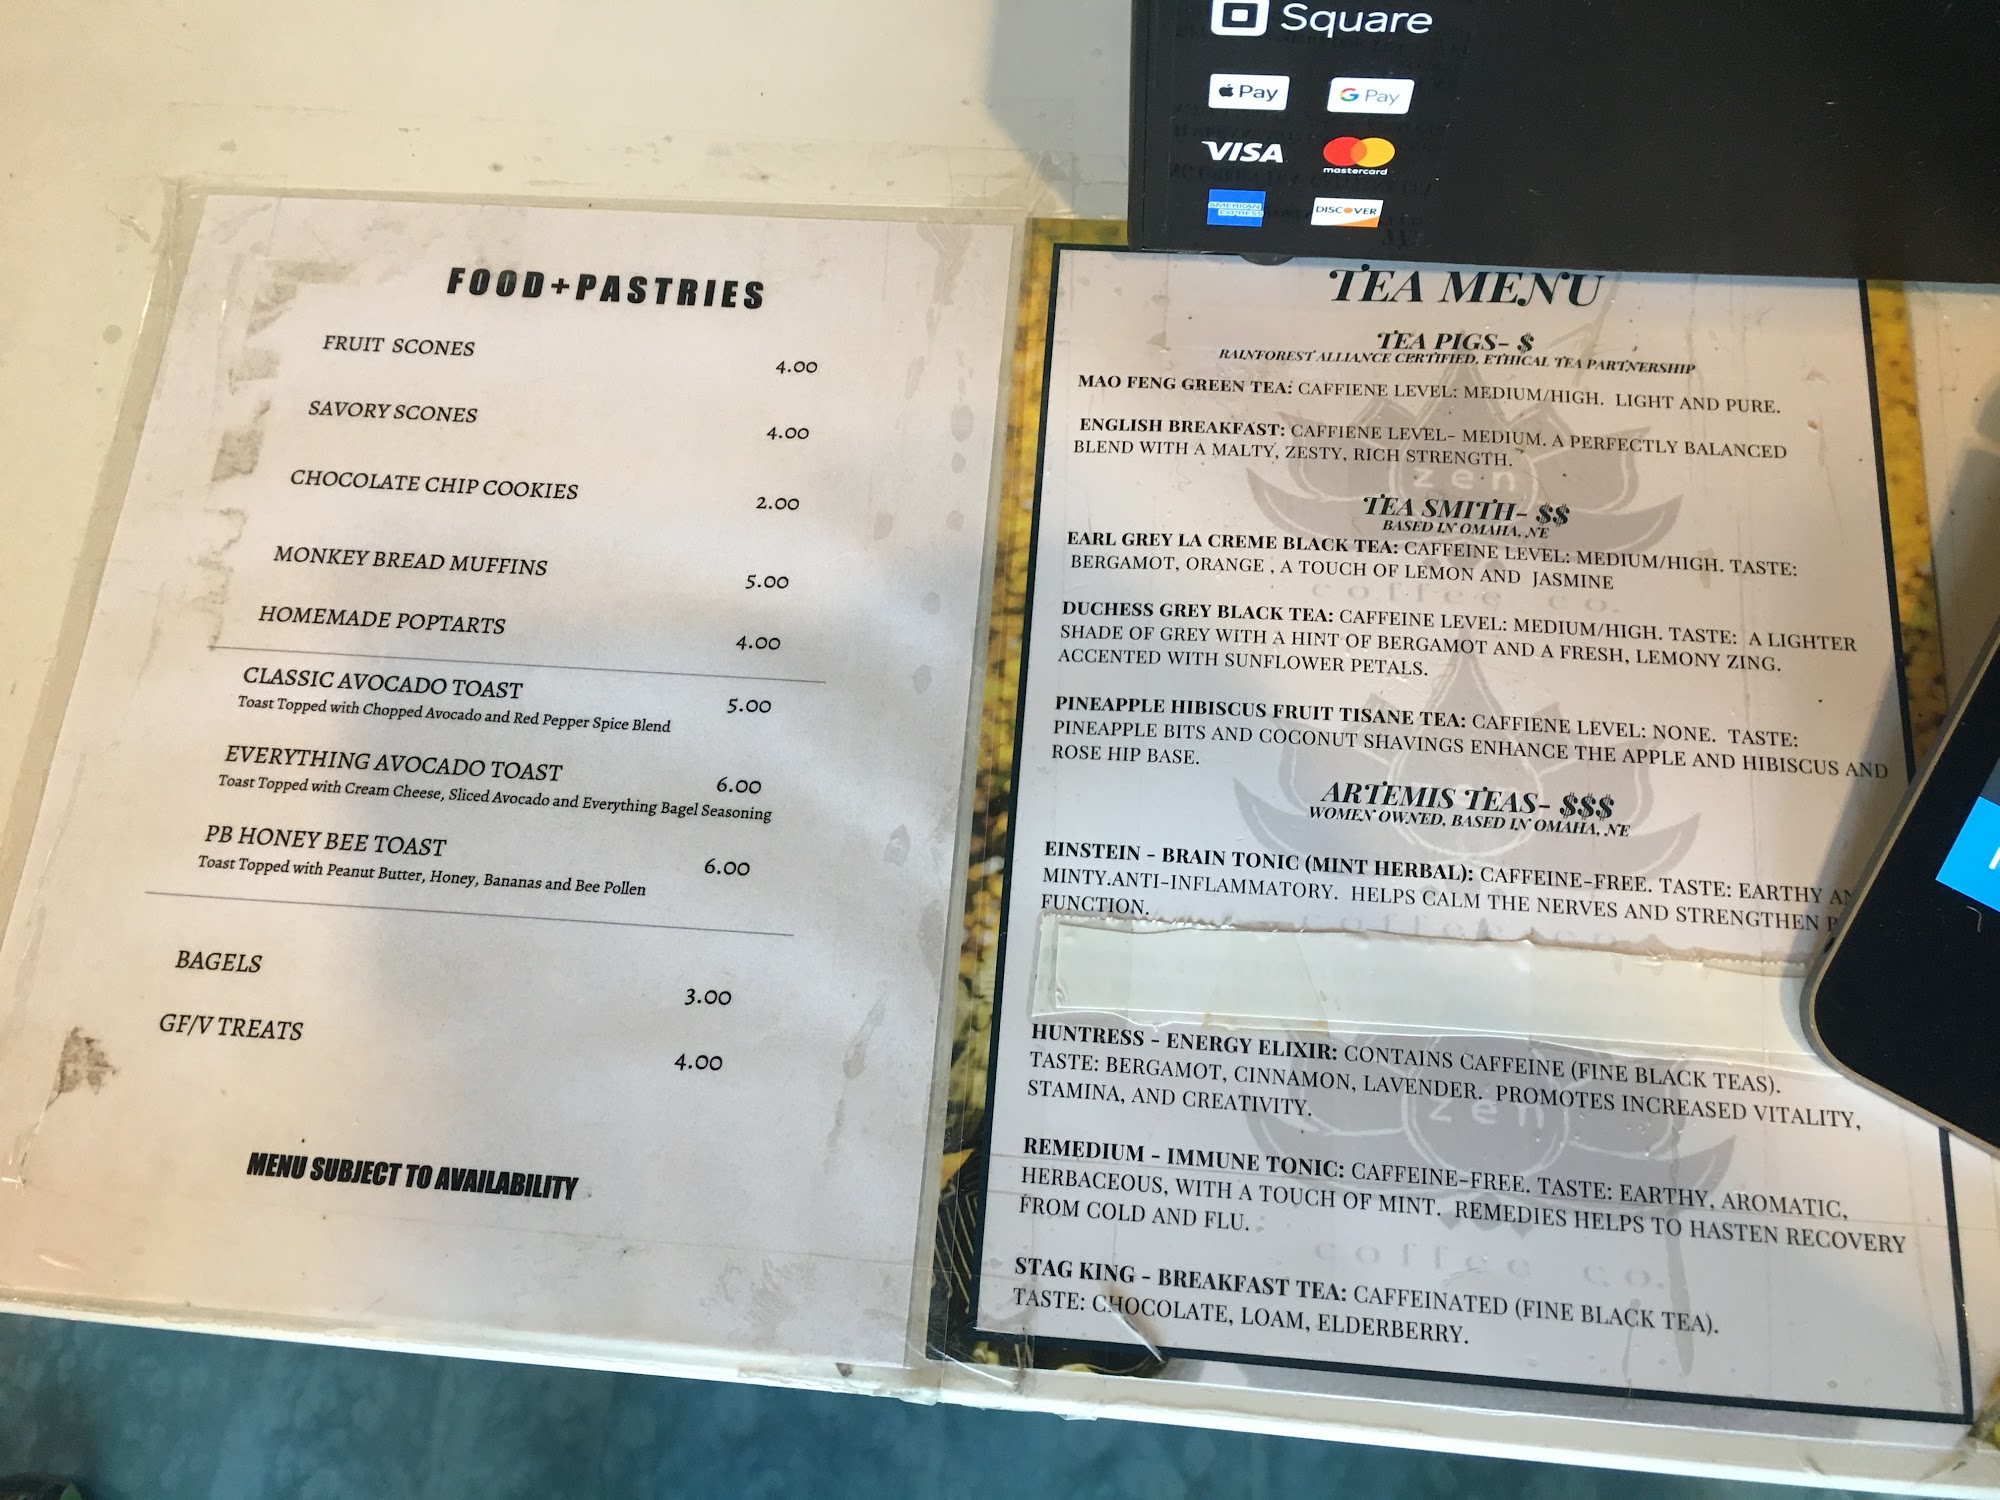 Square
Pay
G Pay
VISA
mastercard
AMERICAN EXPRESS
DISCOVER
FOOD+PASTRIES
FRUIT SCONES 4.00
SAVORY SCONES 4.00
CHOCOLATE CHIP COOKIES 2.00
MONKEY BREAD MUFFINS 5.00
HOMEMADE POPTARTS 4.00
CLASSIC AVOCADO TOAST 5.00
Toast Topped with Chopped Avocado and Red Pepper Spice Blend
EVERYTHING AVOCADO TOAST 6.00
Toast Topped with Cream Cheese, Sliced Avocado and Everything Bagel Seasoning
PB HONEY BEE TOAST 6.00
Toast Topped with Peanut Butter, Honey, Bananas and Bee Pollen
BAGELS 3.00
GF/V TREATS 4.00
MENU SUBJECT TO AVAILABILITY
TEA MENU
TEA PIGS- $
RAINFOREST ALLIANCE CERTIFIED, ETHICAL TEA PARTNERSHIP
MAO FENG GREEN TEA: CAFFIENE LEVEL: MEDIUM/HIGH. LIGHT AND PURE.
ENGLISH BREAKFAST: CAFFIENE LEVEL- MEDIUM. A PERFECTLY BALANCED
BLEND WITH A MALTY, ZESTY, RICH STRENGTH.
zen
TEA SMITH- $$
BASED IN OMAHA, NE
EARL GREY LA CREME BLACK TEA: CAFFEINE LEVEL: MEDIUM/HIGH. TASTE:
BERGAMOT, ORANGE , A TOUCH OF LEMON AND JASMINE
coffee co.
DUCHESS GREY BLACK TEA: CAFFEINE LEVEL: MEDIUM/HIGH. TASTE: A LIGHTER
SHADE OF GREY WITH A HINT OF BERGAMOT AND A FRESH, LEMONY ZING.
ACCENTED WITH SUNFLOWER PETALS.
PINEAPPLE HIBISCUS FRUIT TISANE TEA: CAFFIENE LEVEL: NONE. TASTE:
PINEAPPLE BITS AND COCONUT SHAVINGS ENHANCE THE APPLE AND HIBISCUS AND
ROSE HIP BASE.
ARTEMIS TEAS- $$$
WOMEN OWNED, BASED IN OMAHA, NE
EINSTEIN - BRAIN TONIC (MINT HERBAL): CAFFEINE-FREE. TASTE: EARTHY
MINTY.ANTI-INFLAMMATORY. HELPS CALM THE NERVES AND STRENGTHEN
FUNCTION.
HUNTRESS - ENERGY ELIXIR: CONTAINS CAFFEINE (FINE BLACK TEAS).
TASTE: BERGAMOT, CINNAMON, LAVENDER. PROMOTES INCREASED VITALITY,
STAMINA, AND CREATIVITY.
zen
REMEDIUM - IMMUNE TONIC: CAFFEINE-FREE. TASTE: EARTHY, AROMATIC,
HERBACEOUS, WITH A TOUCH OF MINT. REMEDIES HELPS TO HASTEN RECOVERY
FROM COLD AND FLU.
coffee co.
STAG KING - BREAKFAST TEA: CAFFEINATED (FINE BLACK TEA).
TASTE: CHOCOLATE, LOAM, ELDERBERRY.